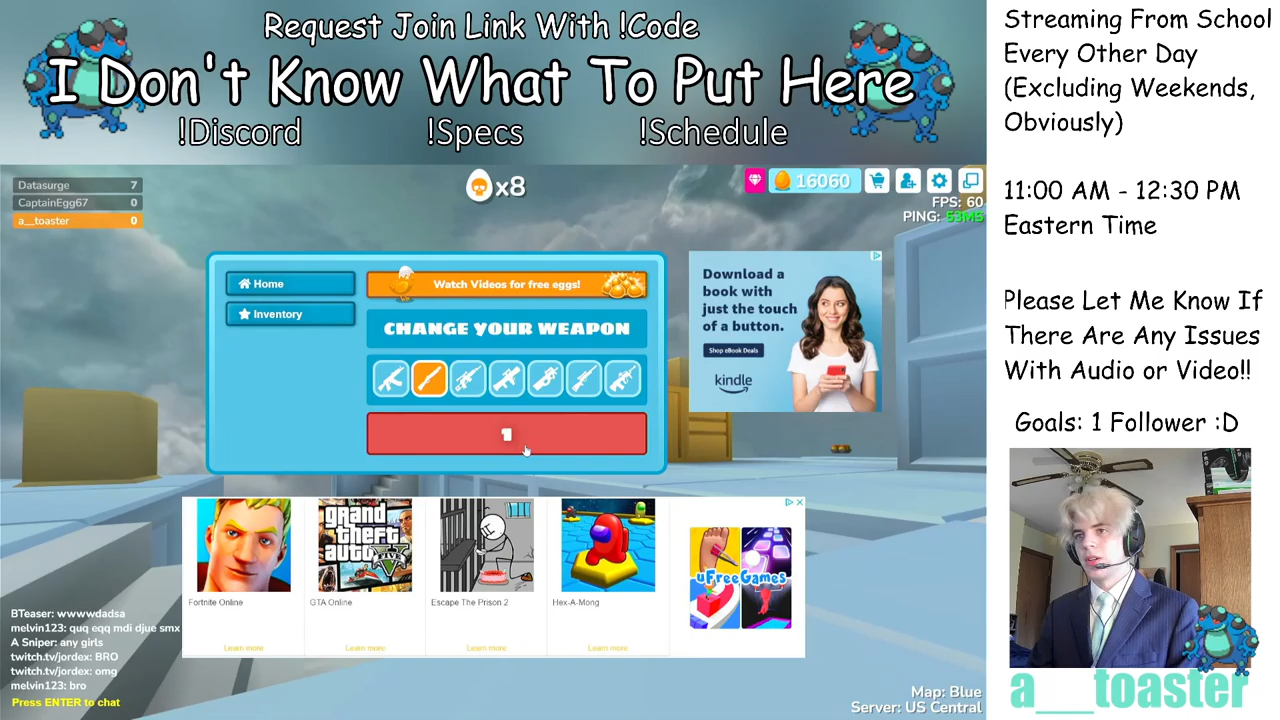 Request Join Link With !Code
I Don't Know What To Put Here
!Discord
!Specs
!Schedule
Streaming From School
Every Other Day
(Excluding Weekends,
Obviously)
11:00 AM - 12:30 PM
Eastern Time
Please Let Me Know If
There Are Any Issues
With Audio or Video!!
Goals: 1 Follower :D
a__toaster
Datasurge 7
CaptainEgg67 0
a__toaster 0
x8
16060
FPS: 60
PING: 53MS
Home
Inventory
Watch Videos for free eggs!
CHANGE YOUR WEAPON
1
Download a
book with
just the touch
of a button.
Shop eBook Deals
kindle
grand
theft
auto
V
Fortnite Online
GTA Online
Escape The Prison 2
Hex-A-Mong
Learn more
Learn more
Learn more
Learn more
uFreeGames
BTeaser: wwwwdadsa
melvin123: quq eqq mdi djue smx
A Sniper: any girls
twitch.tv/jordex: BRO
twitch.tv/jordex: omg
melvin123: bro
Press ENTER to chat
Map: Blue
Server: US Central